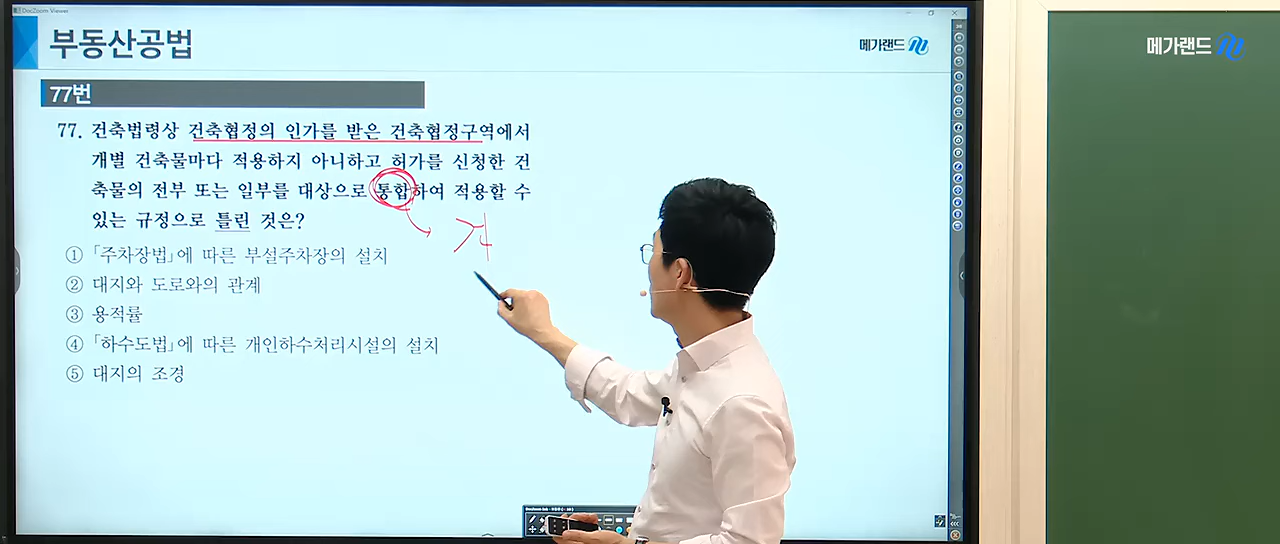 DocZoom Viewer
부동산공법
메가랜드
메가랜드
77번
77. 건축법령상 건축협정의 인가를 받은 건축협정구역에서
개별 건축물마다 적용하지 아니하고 허가를 신청한 건
축물의 전부 또는 일부를 대상으로 통합하여 적용할 수
있는 규정으로 틀린 것은?
① 「주차장법」에 따른 부설주차장의 설치
② 대지와 도로와의 관계
③ 용적률
④ 「하수도법」에 따른 개인하수처리시설의 설치
⑤ 대지의 조경